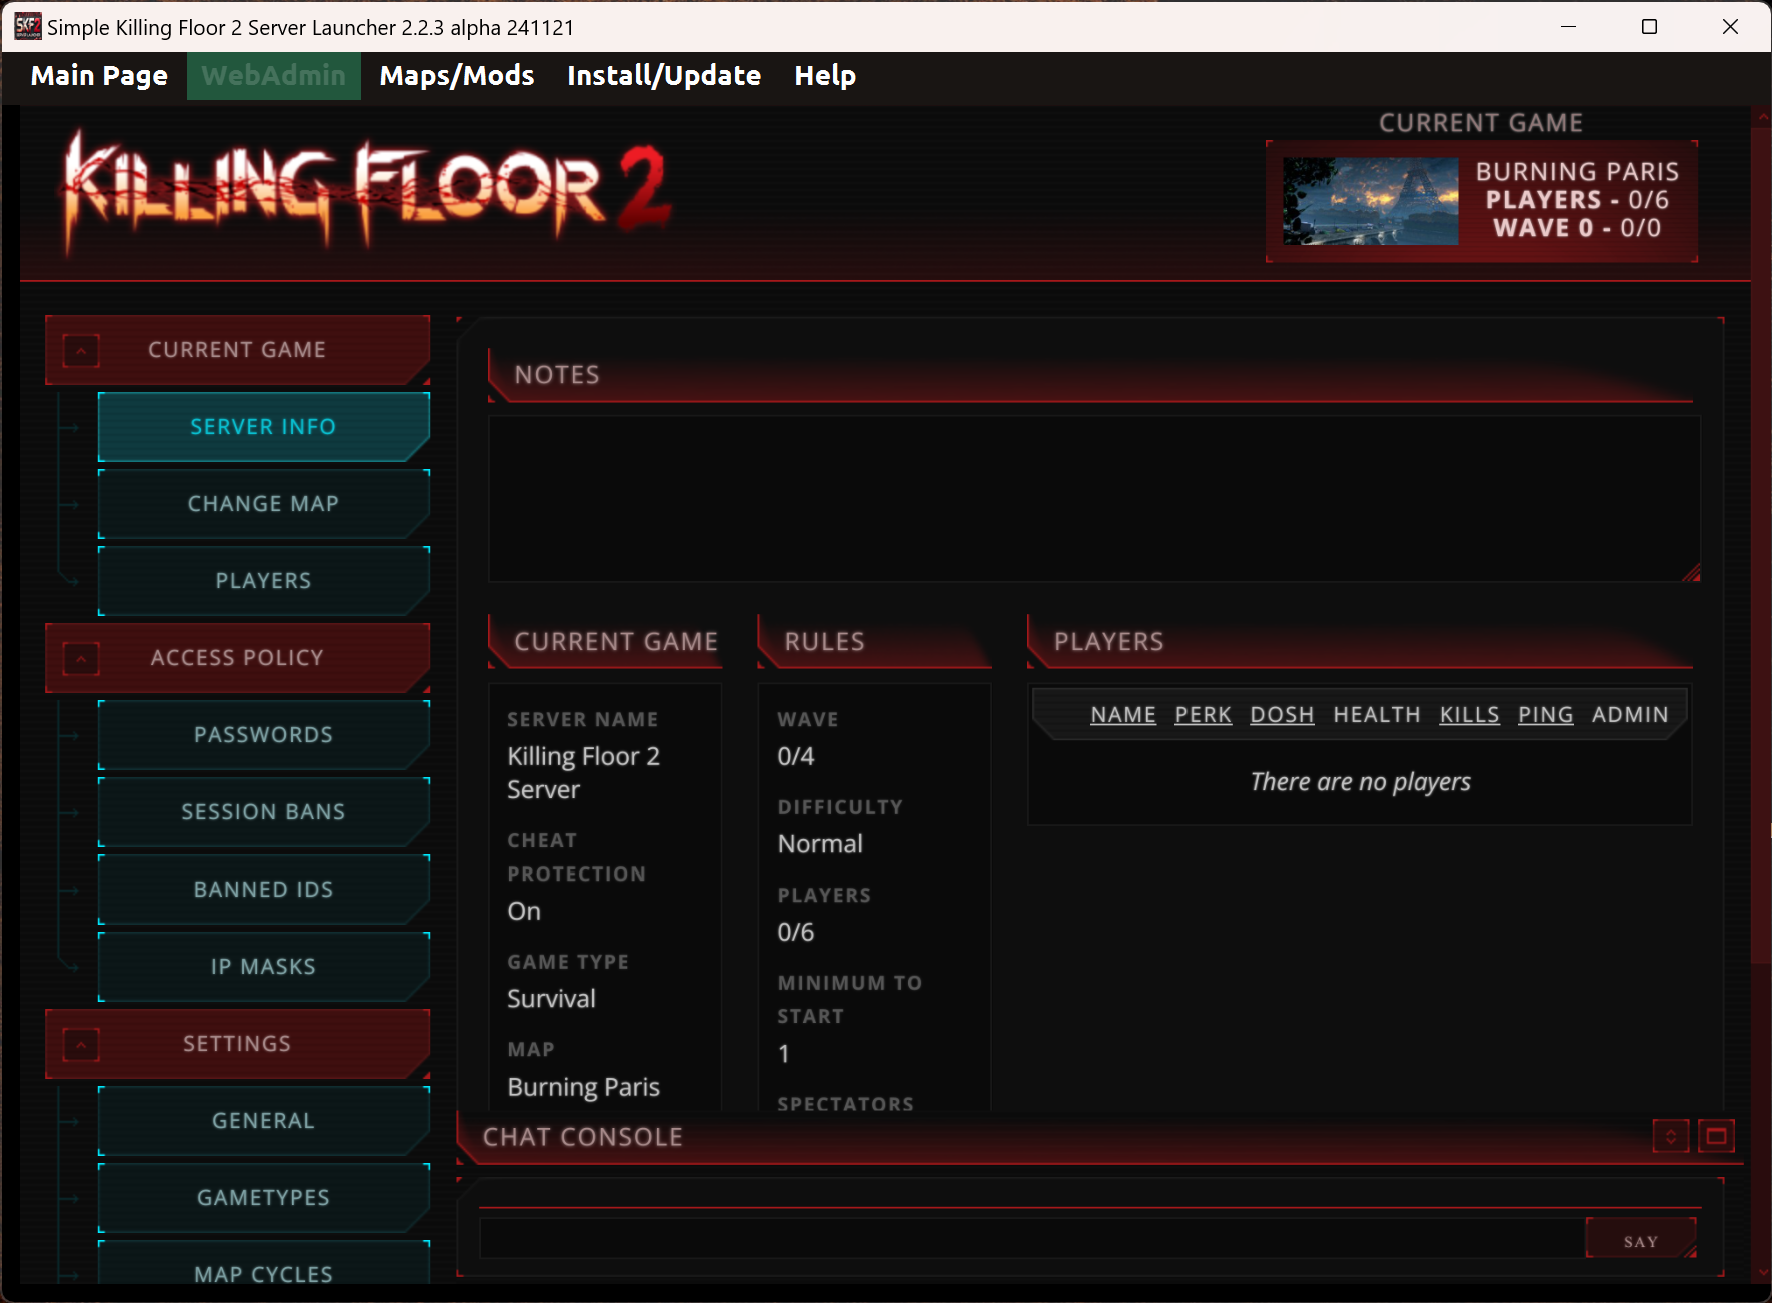 Simple Killing Floor 2 Server Launcher 2.2.3 alpha 241121
Main Page WebAdmin Maps/Mods Install/Update Help
KILLING FLOOR 2
CURRENT GAME
BURNING PARIS
PLAYERS - 0/6
WAVE 0 - 0/0
CURRENT GAME
SERVER INFO
CHANGE MAP
PLAYERS
ACCESS POLICY
PASSWORDS
SESSION BANS
BANNED IDS
IP MASKS
SETTINGS
GENERAL
GAMETYPES
MAP CYCLES
NOTES
CURRENT GAME
SERVER NAME
Killing Floor 2
Server
CHEAT
PROTECTION
On
GAME TYPE
Survival
MAP
Burning Paris
RULES
WAVE
0/4
DIFFICULTY
Normal
PLAYERS
0/6
MINIMUM TO
START
1
SPECTATORS
PLAYERS
NAME PERK DOSH HEALTH KILLS PING ADMIN
There are no players
CHAT CONSOLE
SAY